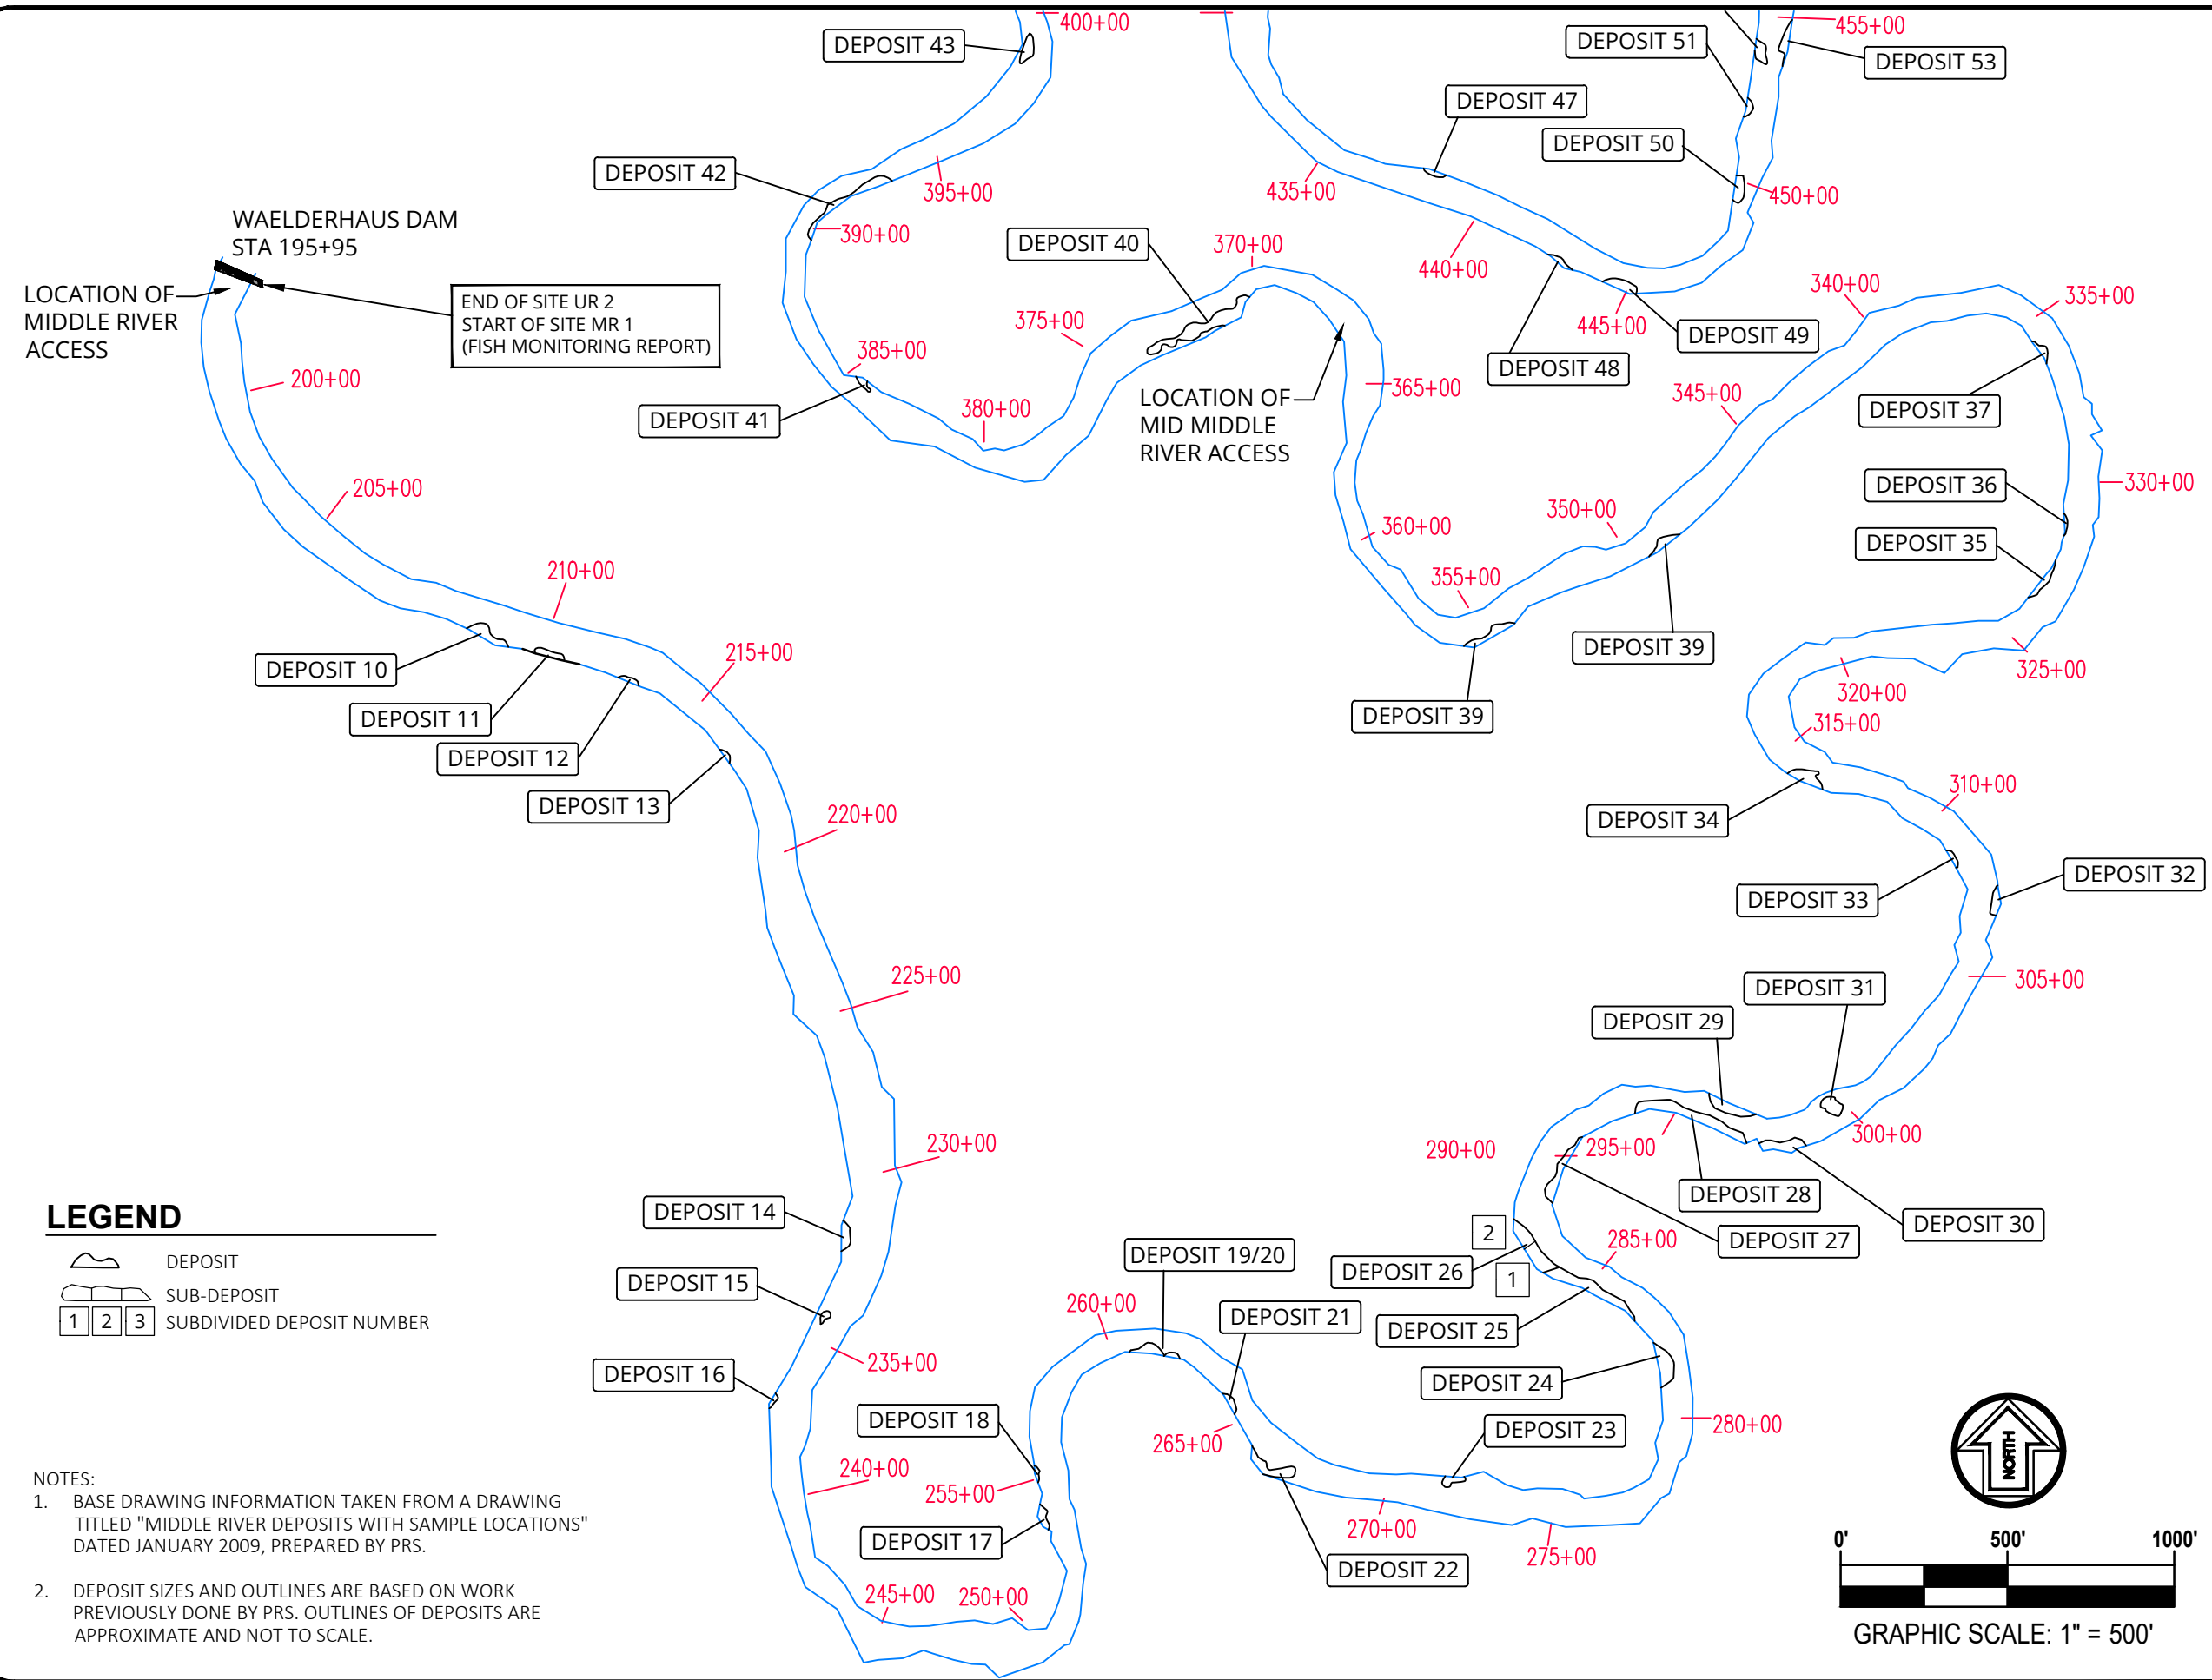 400+00
455+00
DEPOSIT 43
DEPOSIT 51
DEPOSIT 53
DEPOSIT 47
DEPOSIT 50
DEPOSIT 42
395+00
435+00
450+00
WAELDERHAUS DAM
STA 195+95
390+00
DEPOSIT 40
370+00
440+00
LOCATION OF
MIDDLE RIVER
ACCESS
END OF SITE UR 2
START OF SITE MR 1
(FISH MONITORING REPORT)
340+00
335+00
375+00
445+00
DEPOSIT 49
385+00
DEPOSIT 48
200+00
365+00
LOCATION OF
MID MIDDLE
RIVER ACCESS
345+00
DEPOSIT 37
DEPOSIT 41
380+00
205+00
DEPOSIT 36
330+00
350+00
360+00
DEPOSIT 35
210+00
355+00
215+00
DEPOSIT 39
DEPOSIT 10
325+00
320+00
DEPOSIT 11
DEPOSIT 39
315+00
DEPOSIT 12
310+00
DEPOSIT 13
220+00
DEPOSIT 34
DEPOSIT 32
DEPOSIT 33
225+00
305+00
DEPOSIT 31
DEPOSIT 29
230+00
290+00
295+00
300+00
DEPOSIT 28
DEPOSIT 14
DEPOSIT 30
2
DEPOSIT 27
285+00
DEPOSIT 19/20
DEPOSIT 26
1
DEPOSIT 15
LEGEND
DEPOSIT
SUB-DEPOSIT
1 2 3 SUBDIVIDED DEPOSIT NUMBER
260+00
DEPOSIT 21
DEPOSIT 25
235+00
DEPOSIT 16
DEPOSIT 24
DEPOSIT 18
280+00
DEPOSIT 23
265+00
240+00
255+00
NORTH
270+00
DEPOSIT 17
275+00
DEPOSIT 22
245+00
250+00
NOTES:
1. BASE DRAWING INFORMATION TAKEN FROM A DRAWING
TITLED "MIDDLE RIVER DEPOSITS WITH SAMPLE LOCATIONS"
DATED JANUARY 2009, PREPARED BY PRS.
2. DEPOSIT SIZES AND OUTLINES ARE BASED ON WORK
PREVIOUSLY DONE BY PRS. OUTLINES OF DEPOSITS ARE
APPROXIMATE AND NOT TO SCALE.
0' 500' 1000'
GRAPHIC SCALE: 1" = 500'